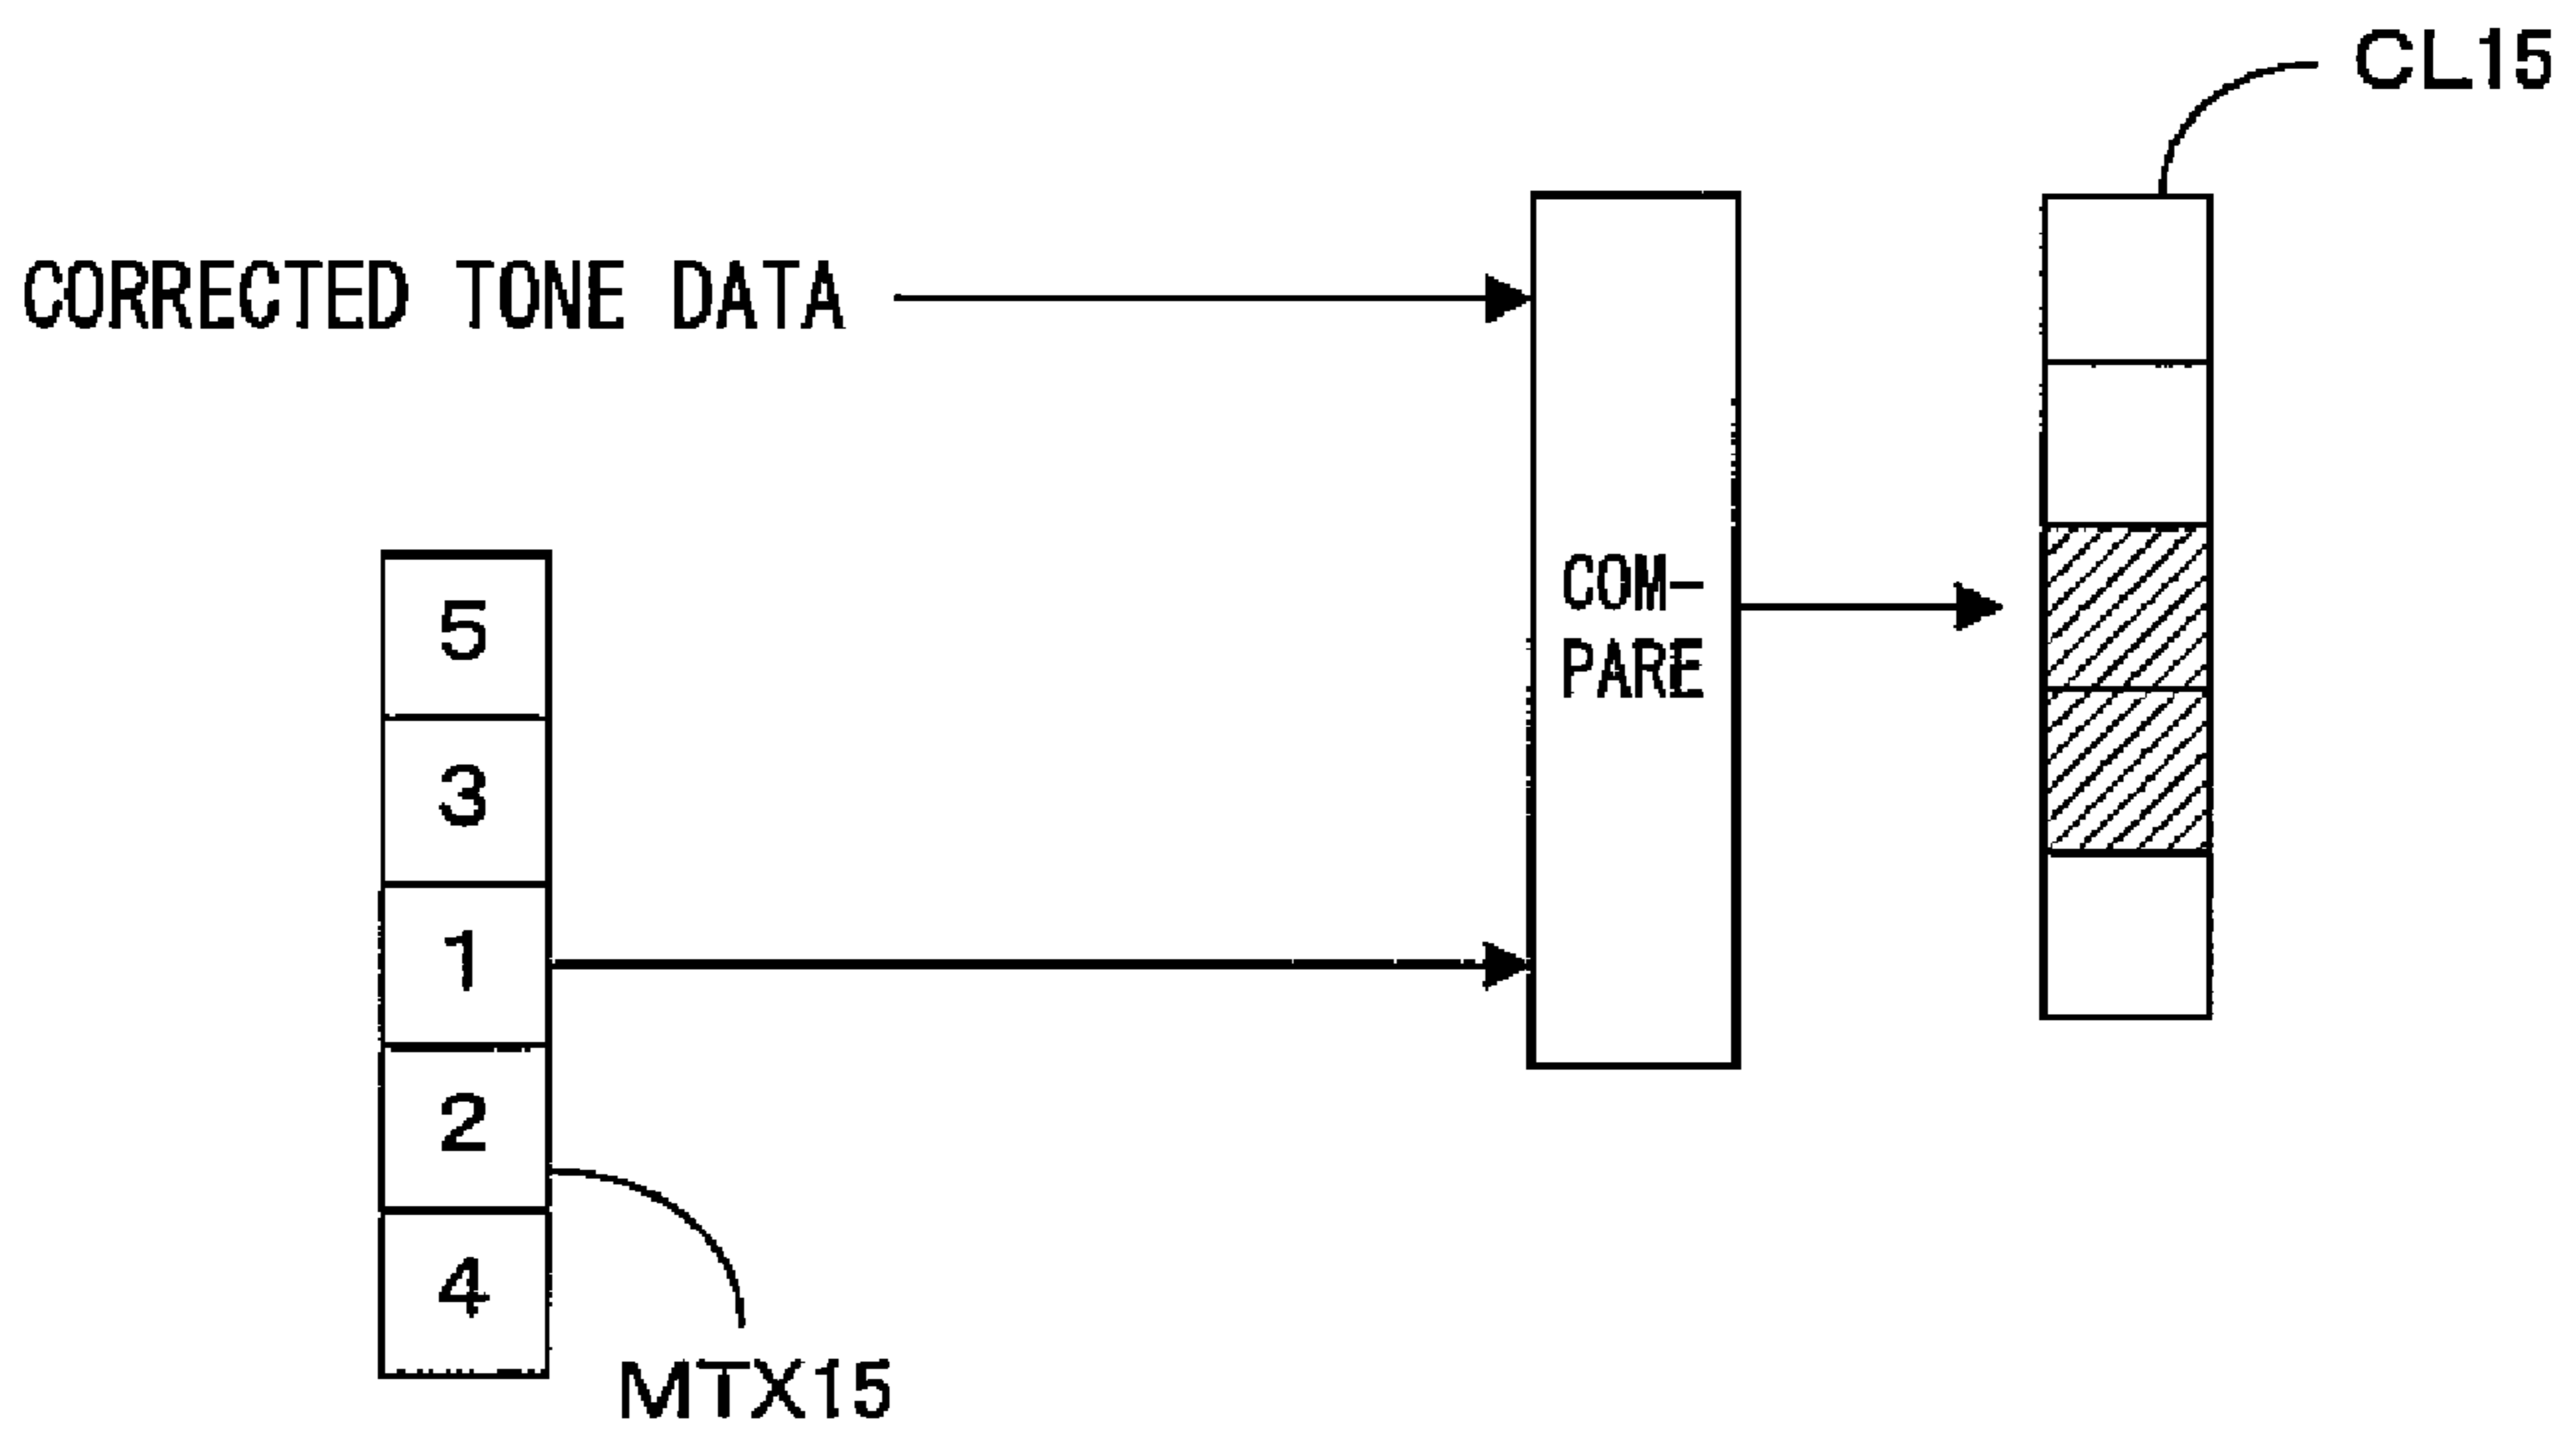 CL15
CORRECTED TONE DATA
COM-
PARE
5
3
1
2
4
MTX15